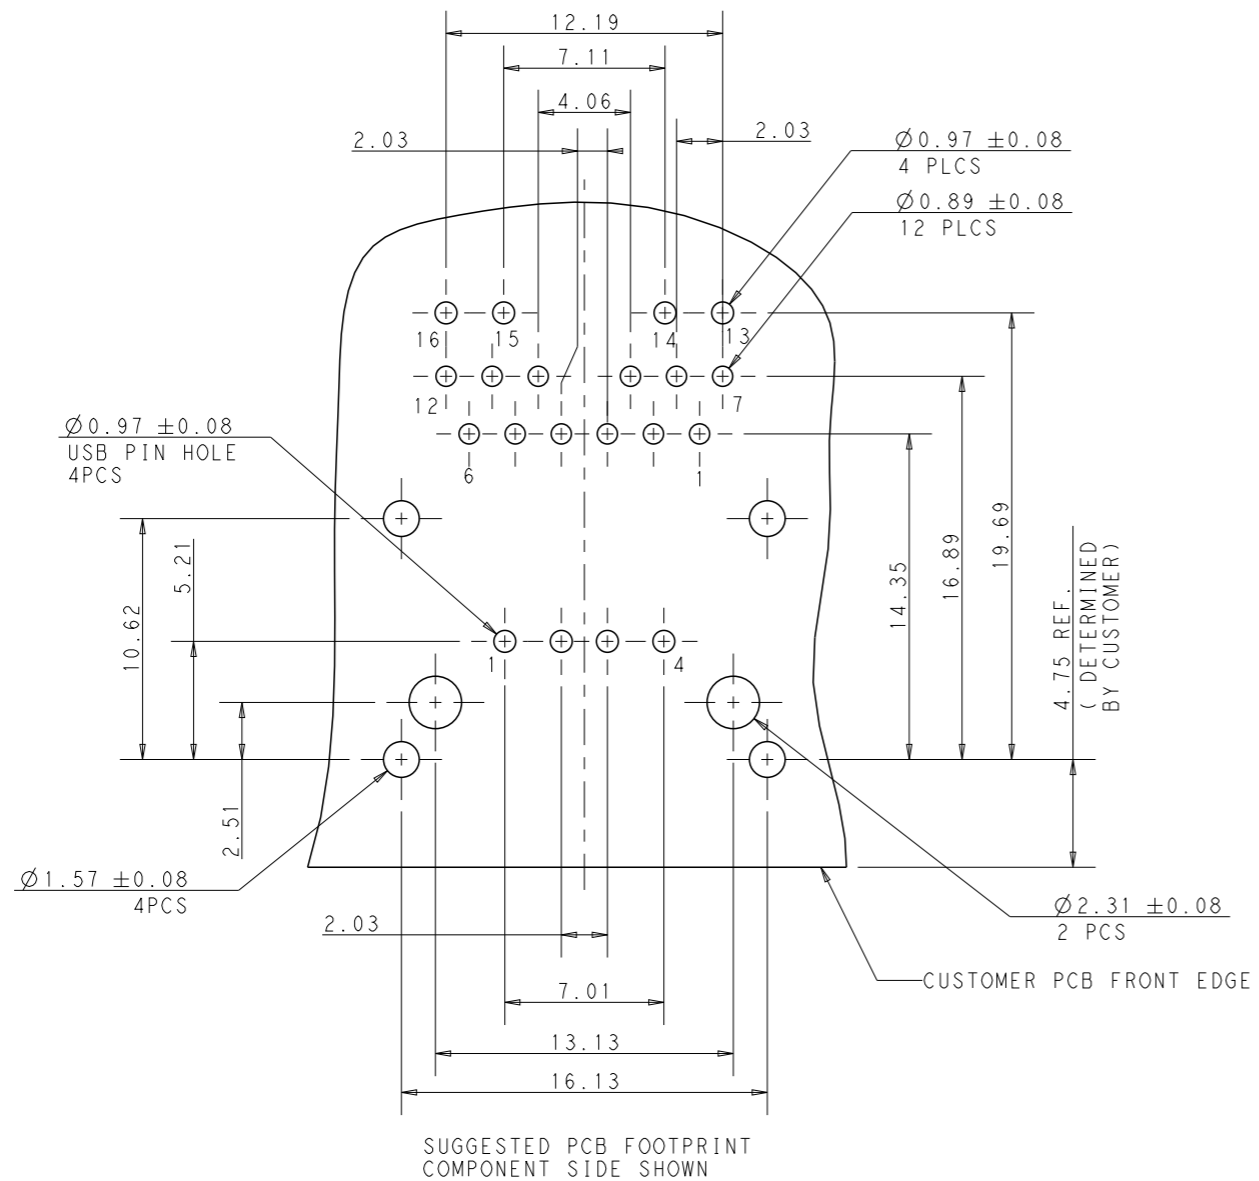 12.19
7.11
4.06
2.03
2.03
Ø0.97 ±0.08
4 PLCS
Ø0.89 ±0.08
12 PLCS
16
15
14
13
12
7
Ø0.97 ±0.08
USB PIN HOLE
4PCS
6
1
10.62
5.21
2.51
1
4
14.35
16.89
19.69
4.75 REF.
( DETERMINED
BY CUSTOMER)
Ø1.57 ±0.08
4PCS
Ø2.31 ±0.08
2 PCS
2.03
CUSTOMER PCB FRONT EDGE
7.01
13.13
16.13
SUGGESTED PCB FOOTPRINT
COMPONENT SIDE SHOWN